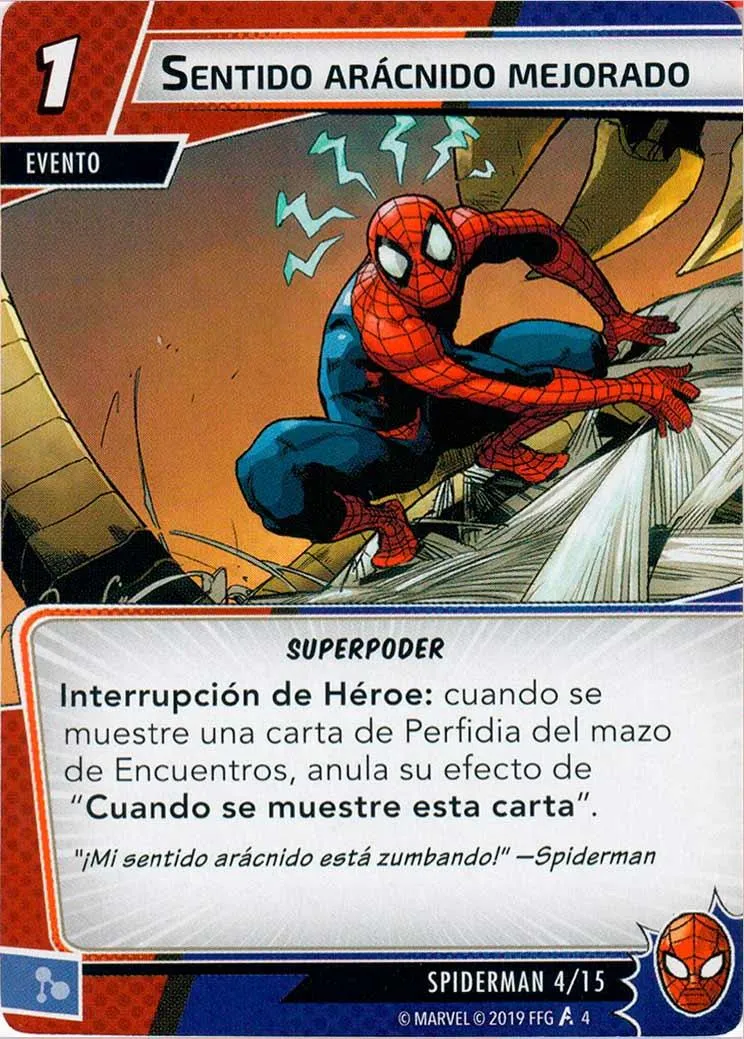 1
SENTIDO ARÁCNIDO MEJORADO
EVENTO
SUPERPODER
Interrupción de Héroe: cuando se
muestre una carta de Perfidia del mazo
de Encuentros, anula su efecto de
“Cuando se muestre esta carta”.
"¡Mi sentido arácnido está zumbando!" —Spiderman
SPIDERMAN 4/15
© MARVEL © 2019 FFG 4